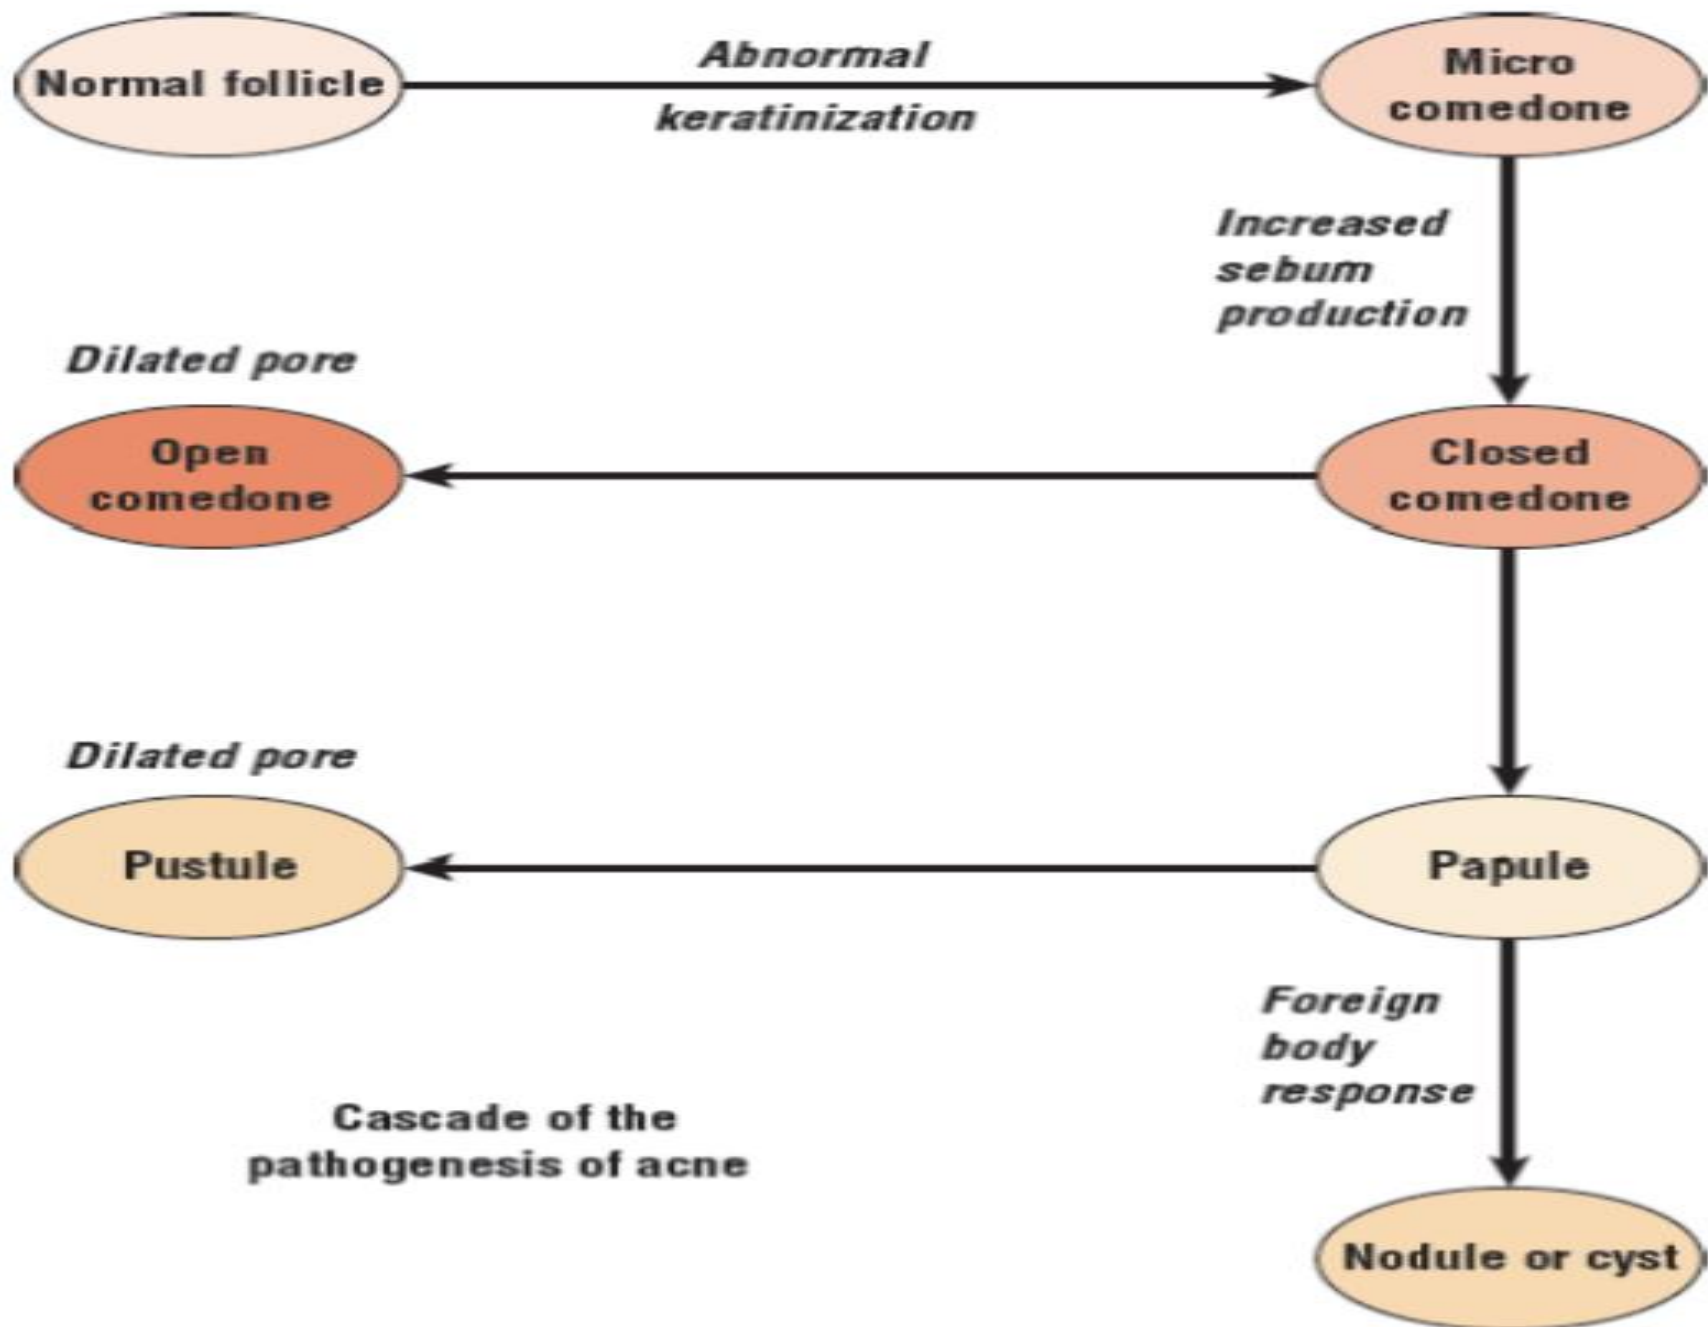 Normal follicle
Abnormal
keratinization
Micro
comedone
Increased
sebum
production
Dilated pore
Open
comedone
Closed
comedone
Dilated pore
Pustule
Papule
Foreign
body
response
Cascade of the
pathogenesis of acne
Nodule or cyst